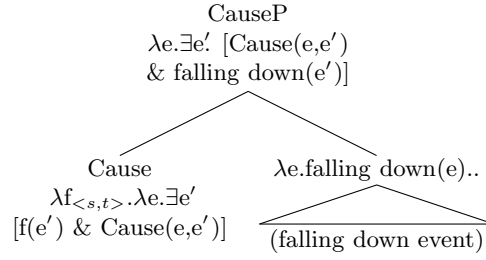 CauseP
λe.∃e′. [Cause(e,e′)
& falling down(e′)]
Cause
λf<s,t>.λe.∃e′
[f(e′) & Cause(e,e′)]
λe.falling down(e)..
(falling down event)